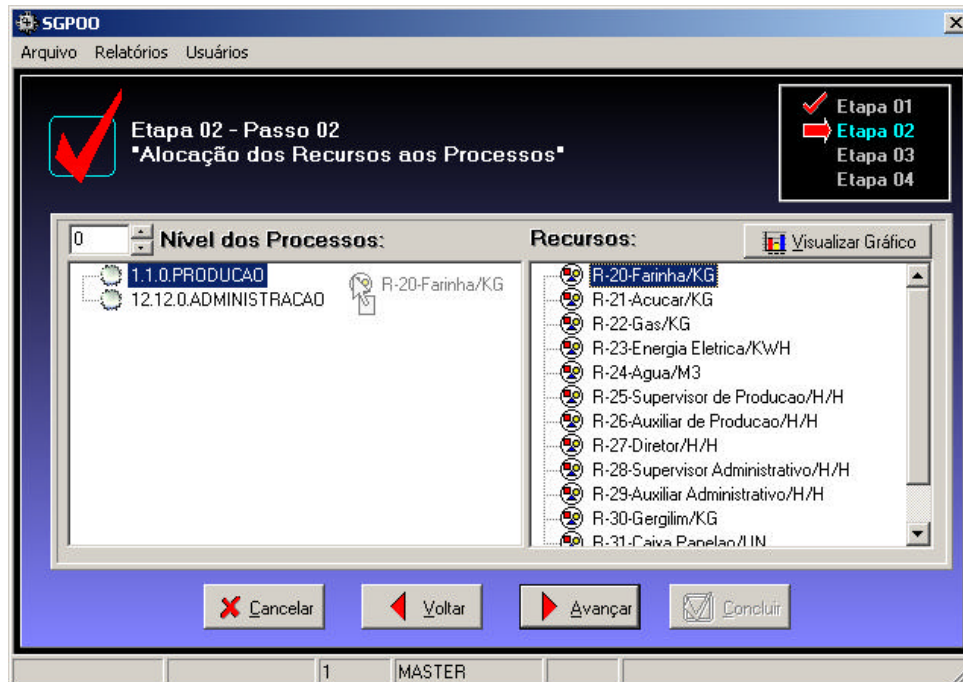 SGPOO
Arquivo Relatórios Usuários
Etapa 02 - Passo 02
"Alocação dos Recursos aos Processos"
Etapa 01
Etapa 02
Etapa 03
Etapa 04
0 Nível dos Processos:
Recursos:
Visualizar Gráfico
1.1.0.PRODUCAO
12.12.0.ADMINISTRACAO
R-20-Farinha/KG
R-20-Farinha/KG
R-21-Acucar/KG
R-22-Gas/KG
R-23-Energia Eletrica/KWH
R-24-Agua/M3
R-25-Supervisor de Producao/H/H
R-26-Auxiliar de Producao/H/H
R-27-Diretor/H/H
R-28-Supervisor Administrativo/H/H
R-29-Auxiliar Administrativo/H/H
R-30-Gergilim/KG
R-31-Caixa Panelao/UN
Cancelar
Voltar
Avançar
Concluir
1 MASTER